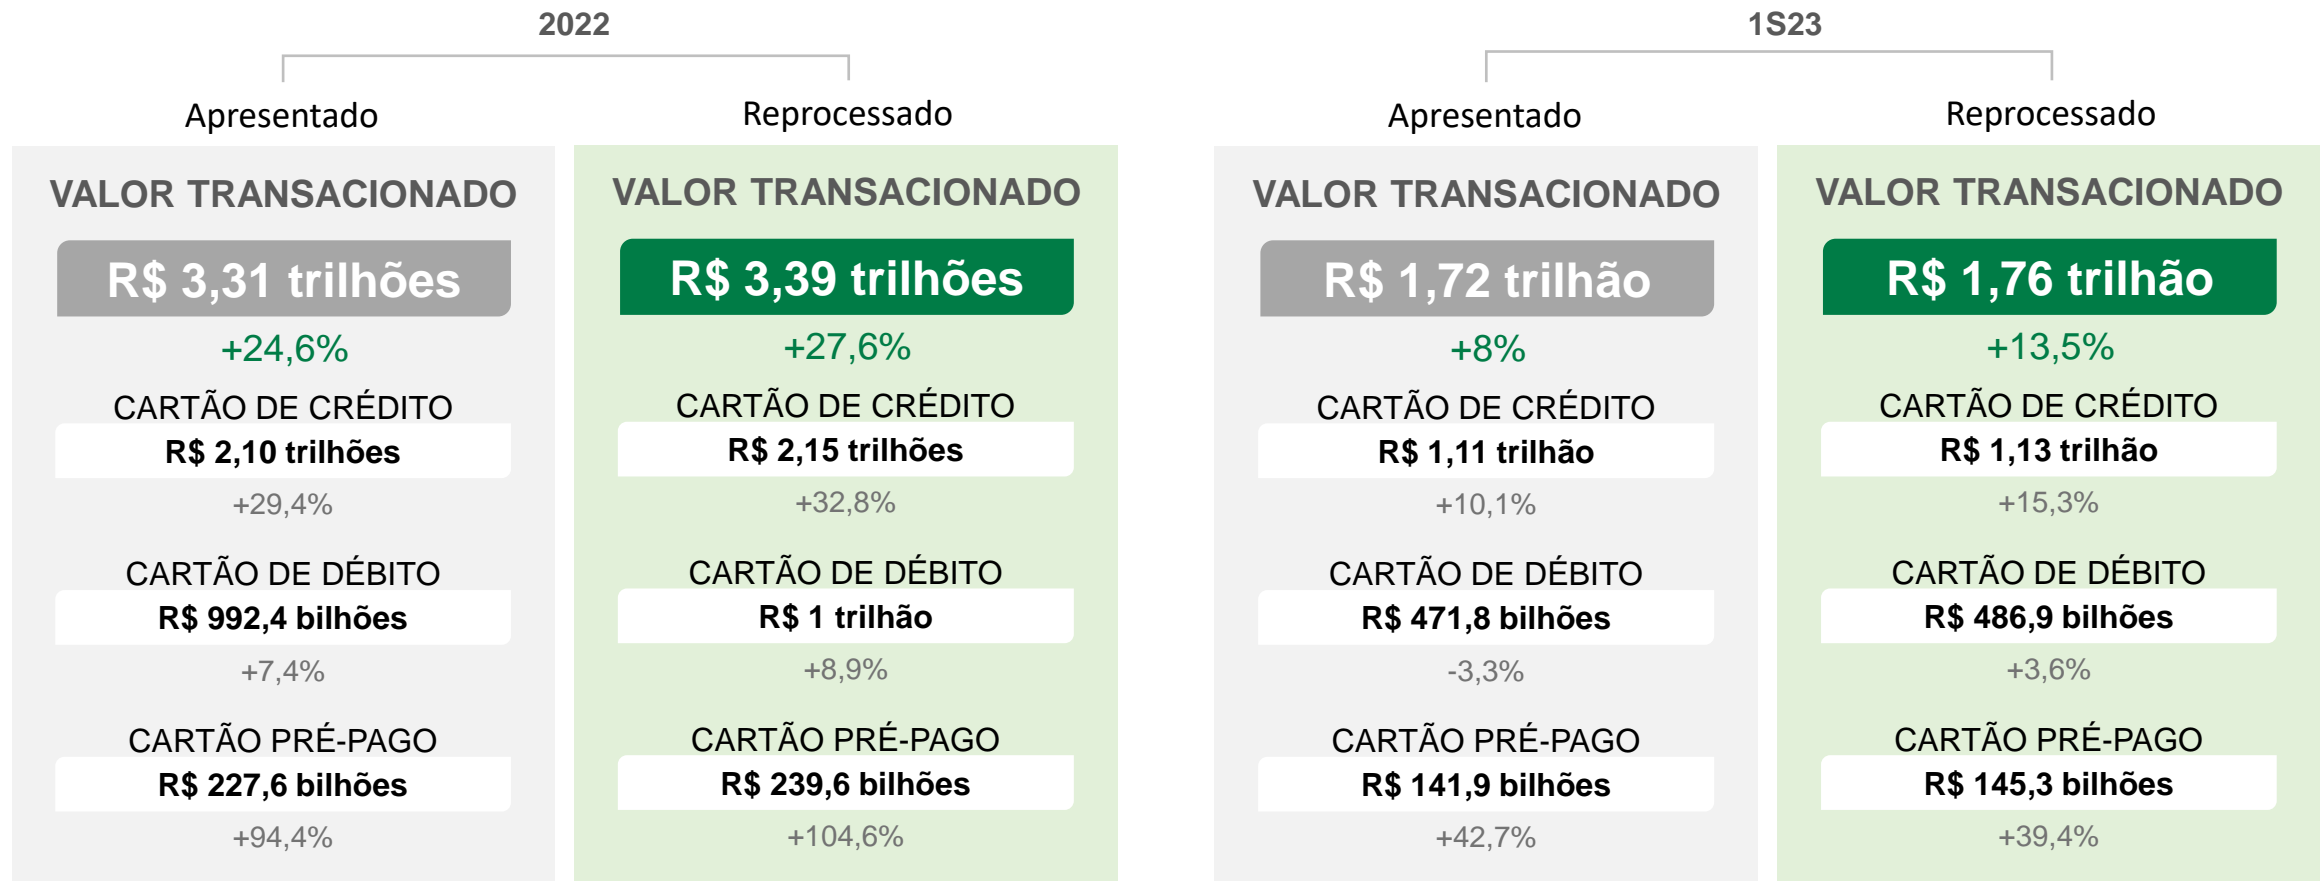 2022
Apresentado
VALOR TRANSACIONADO
R$ 3,31 trilhões
+24,6%
CARTÃO DE CRÉDITO
R$ 2,10 trilhões
+29,4%
CARTÃO DE DÉBITO
R$ 992,4 bilhões
+7,4%
CARTÃO PRÉ-PAGO
R$ 227,6 bilhões
+94,4%
Reprocessado
VALOR TRANSACIONADO
R$ 3,39 trilhões
+27,6%
CARTÃO DE CRÉDITO
R$ 2,15 trilhões
+32,8%
CARTÃO DE DÉBITO
R$ 1 trilhão
+8,9%
CARTÃO PRÉ-PAGO
R$ 239,6 bilhões
+104,6%
1S23
Apresentado
VALOR TRANSACIONADO
R$ 1,72 trilhão
+8%
CARTÃO DE CRÉDITO
R$ 1,11 trilhão
+10,1%
CARTÃO DE DÉBITO
R$ 471,8 bilhões
-3,3%
CARTÃO PRÉ-PAGO
R$ 141,9 bilhões
+42,7%
Reprocessado
VALOR TRANSACIONADO
R$ 1,76 trilhão
+13,5%
CARTÃO DE CRÉDITO
R$ 1,13 trilhão
+15,3%
CARTÃO DE DÉBITO
R$ 486,9 bilhões
+3,6%
CARTÃO PRÉ-PAGO
R$ 145,3 bilhões
+39,4%